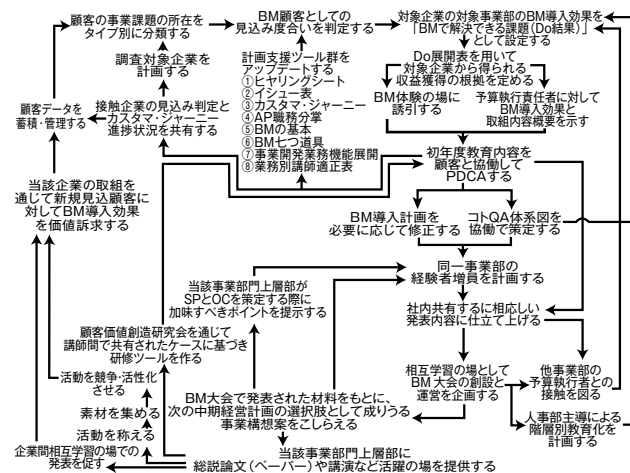 顧客の事業課題の所在を
タイプ別に分類する
BM顧客としての
見込み度合いを判定する
対象企業の対象事業部のBM導入効果を
「BMで解決できる課題(Do結果)」
として設定する
調査対象企業を
計画する
計画支援ツール群を
アップデートする
①ヒヤリングシート
②イシュー表
③カスタマ・ジャーニー
④AP職務分掌
⑤BMの基本
⑥BM七つ道具
⑦事業開発業務機能展開
⑧業務別講師適正表
Do展開表を用いて
対象企業から得られる
収益獲得の根拠を定める
顧客データを
蓄積・管理する
接触企業の見込み判定と
カスタマ・ジャーニー
進捗状況を共有する
BM体験の場に
誘引する
予算執行責任者に対して
BM導入効果と
取組内容概要を示す
初年度教育内容を
顧客と協働して
PDCAする
当該企業の取組を
通じて新規見込顧客に
対してBM導入効果
を価値訴求する
BM導入計画を
必要に応じて修正する
コトQA体系図を
協働で策定する
同一事業部の
経験者増員を計画する
当該事業部門上層部が
SPとOCを策定する際に
加味すべきポイントを提示する
社内共有するに相応しい
発表内容に仕立て上げる
顧客価値創造研究会を通じて
講師間で共有されたケースに基づき
研修ツールを作る
活動を競争・活性化
させる
素材を集める
活動を称える
企業間相互学習の場での
発表を促す
BM大会で発表された材料をもとに、
次の中期経営計画の選択肢として成りうる
事業構想案をこしらえる
相互学習の場として
BM大会の創設と
運営を企画する
他事業部の
予算執行者との
接触を図る
人事部主導による
階層別教育化を
計画する
当該事業部門上層部に
総説論文(ペーパー)や講演など活躍の場を提供する